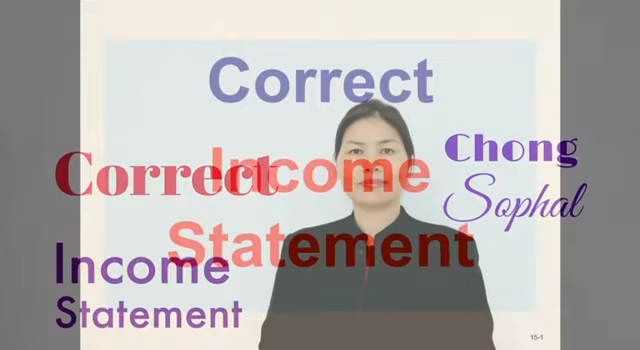 Correct
Income
Statement
Correct
Income
Statement
Chong
Sophal
15-1